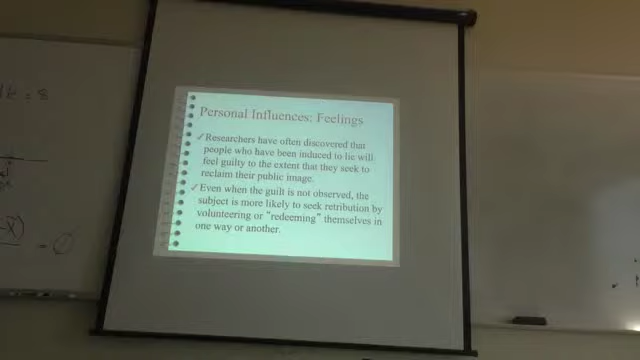 Personal Influences: Feelings
✓Researchers have often discovered that
people who have been induced to lie will
feel guilty to the extent that they seek to
reclaim their public image.
✓Even when the guilt is not observed, the
subject is more likely to seek retribution by
volunteering or "redeeming" themselves in
one way or another.